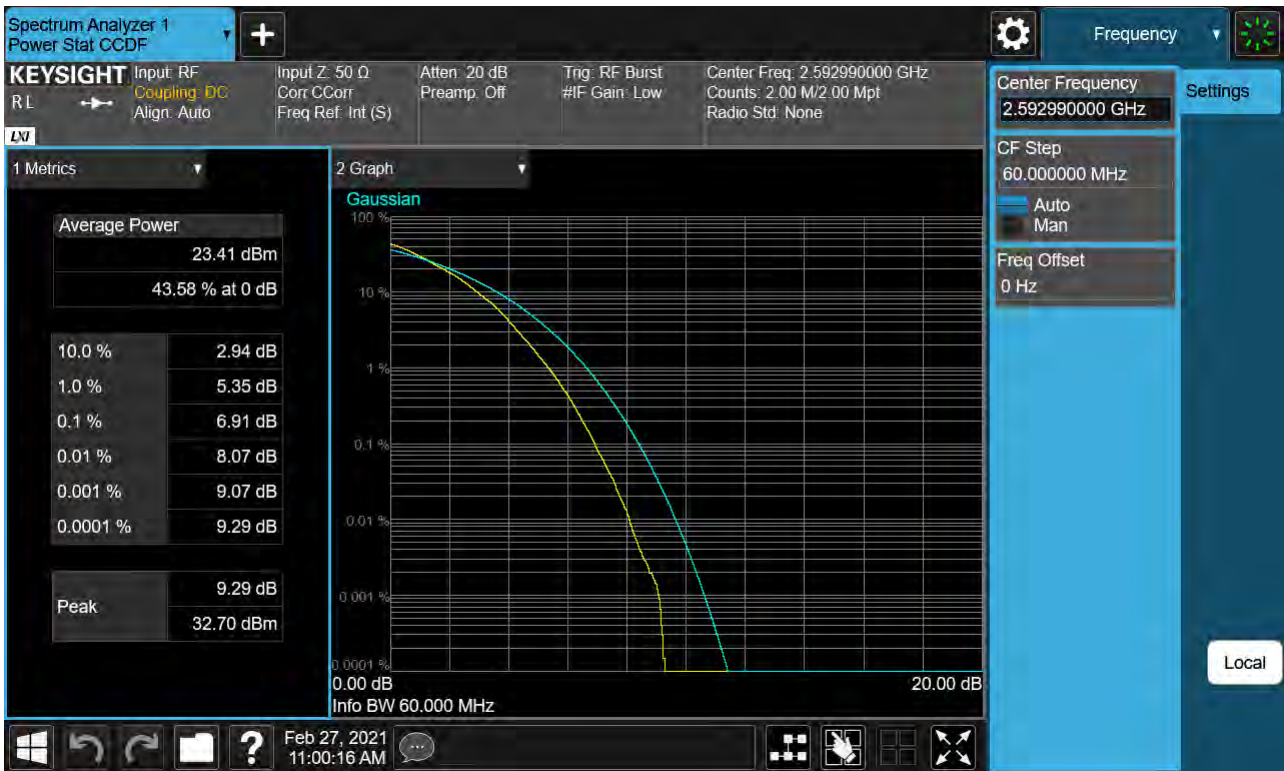 Spectrum Analyzer 1
Power Stat CCDF
Frequency
KEYSIGHT
R L
LXI
Input: RF
Coupling: DC
Align: Auto
Input Z: 50 Ω
Corr CCorr
Freq Ref: Int (S)
Atten: 20 dB
Preamp: Off
Trig: RF Burst
#IF Gain: Low
Center Freq: 2.592990000 GHz
Counts: 2.00 M/2.00 Mpt
Radio Std: None
Center Frequency
2.592990000 GHz
Settings
CF Step
60.000000 MHz
Auto
Man
Freq Offset
0 Hz
Local
1 Metrics
Average Power
23.41 dBm
43.58 % at 0 dB
10.0 % 2.94 dB
1.0 % 5.35 dB
0.1 % 6.91 dB
0.01 % 8.07 dB
0.001 % 9.07 dB
0.0001 % 9.29 dB
Peak
9.29 dB
32.70 dBm
2 Graph
Gaussian
100 %
10 %
1 %
0.1 %
0.01 %
0.001 %
0.0001 %
0.00 dB 20.00 dB
Info BW 60.000 MHz
?
Feb 27, 2021
11:00:16 AM